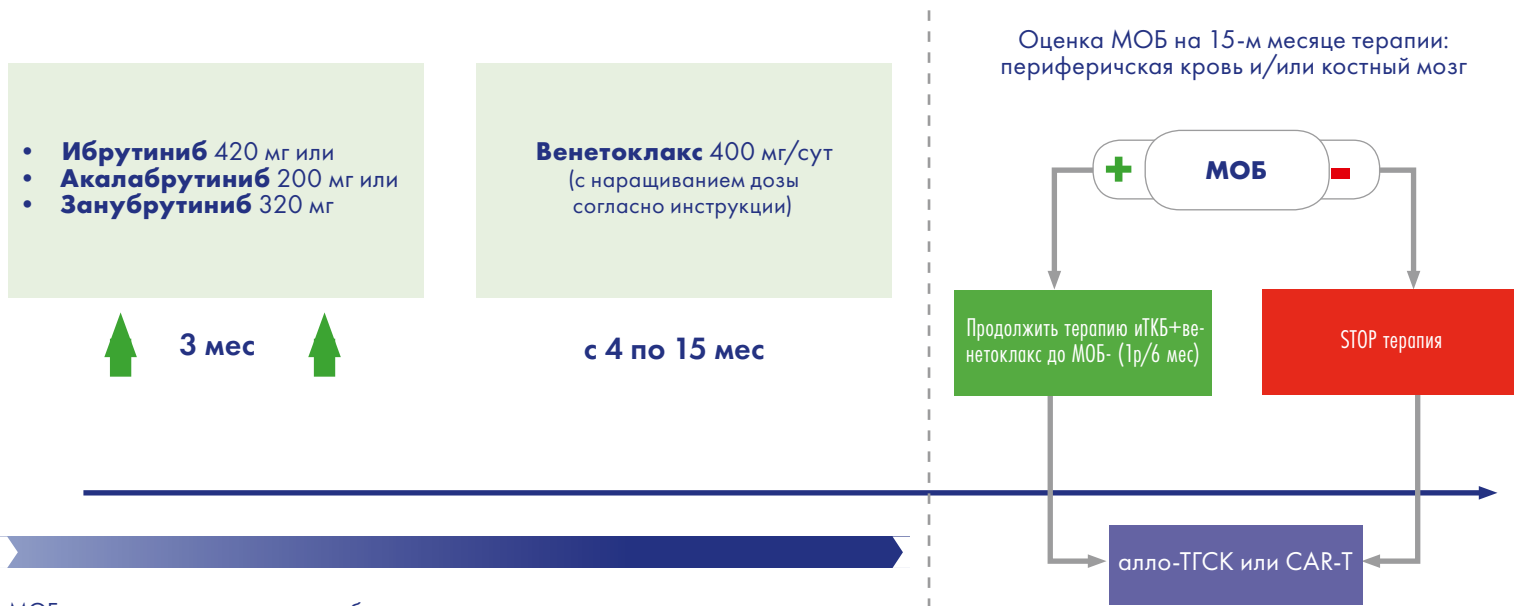 Оценка МОБ на 15-м месяце терапии:
периферичская кровь и/или костный мозг
• Ибрутиниб 420 мг или
• Акалабрутиниб 200 мг или
• Занубрутиниб 320 мг
Венетоклакс 400 мг/сут
(с наращиванием дозы
согласно инструкции)
3 мес
с 4 по 15 мес
+ МОБ -
Продолжить терапию иТКБ+ве-
нетоклакс до МОБ- (1р/6 мес)
STOP терапия
алло-ТГСК или CAR-T